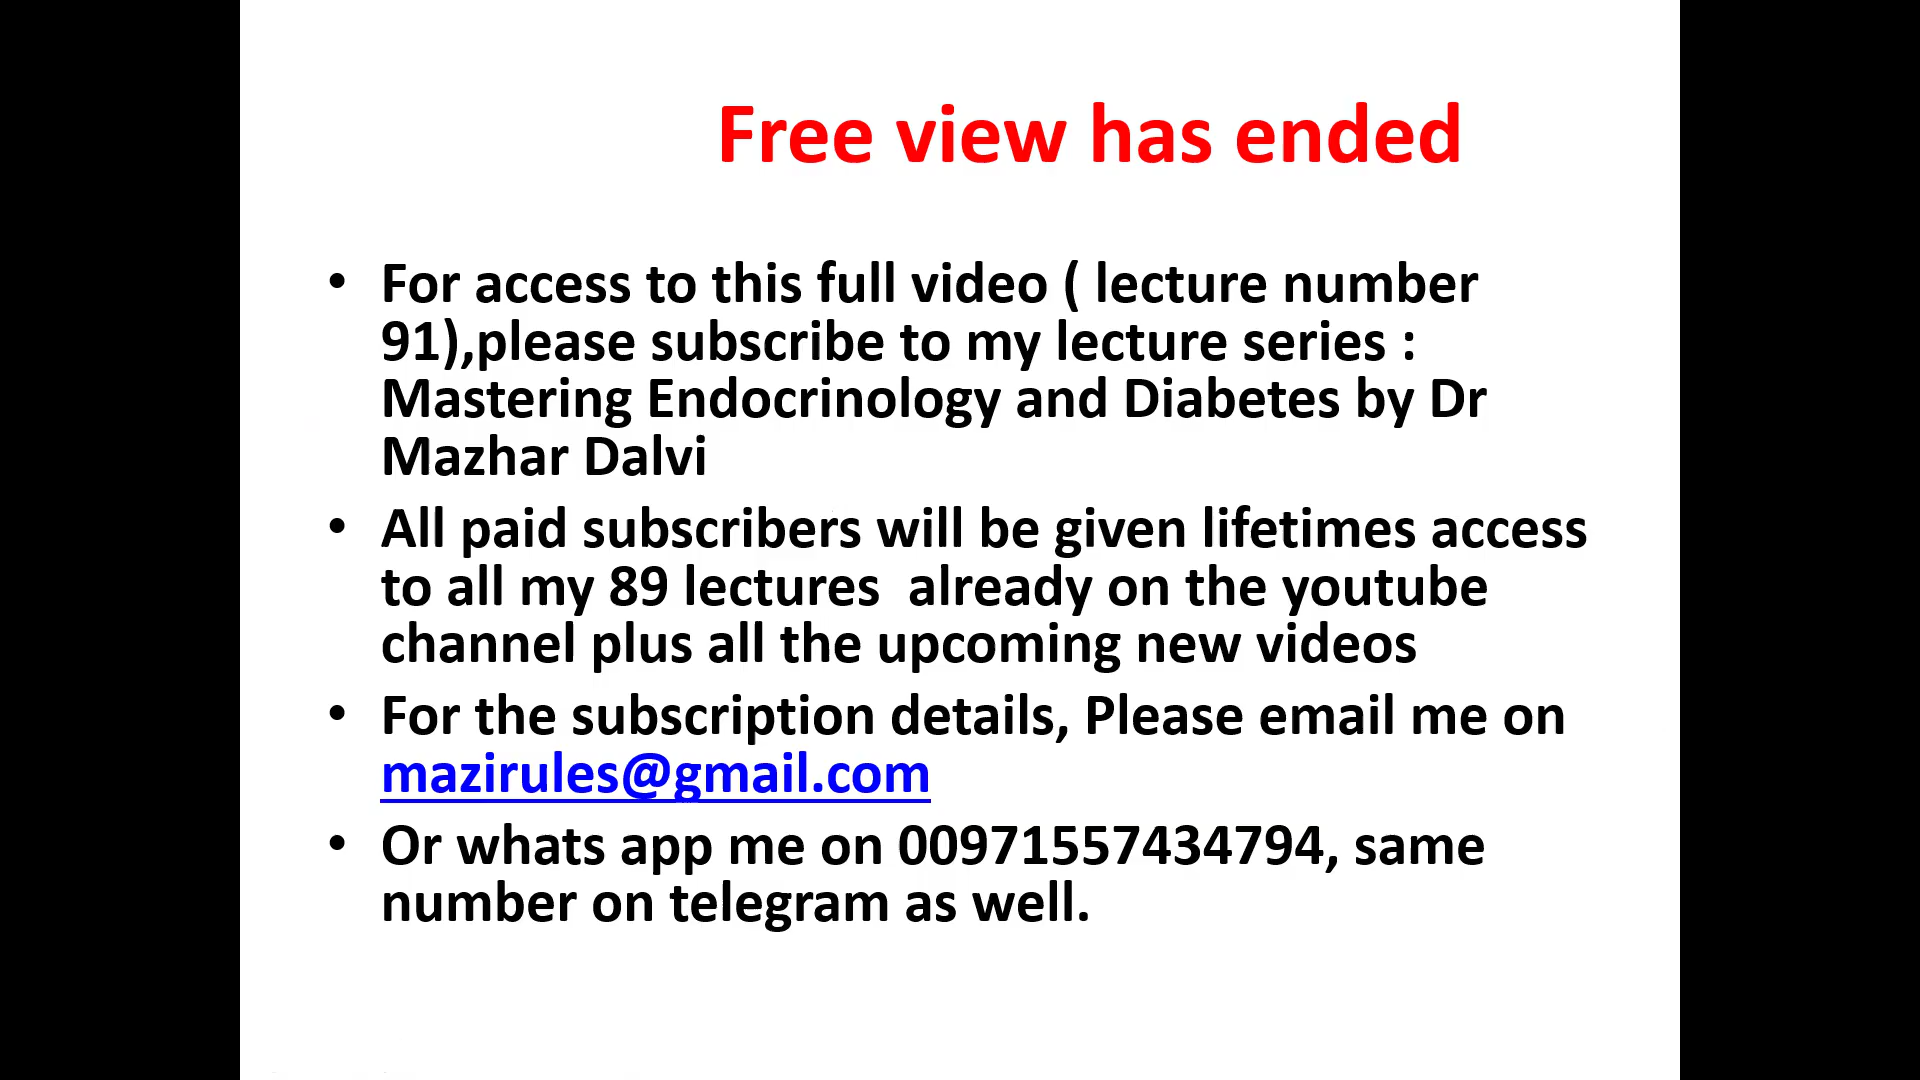 Free view has ended
• For access to this full video ( lecture number
91),please subscribe to my lecture series :
Mastering Endocrinology and Diabetes by Dr
Mazhar Dalvi
• All paid subscribers will be given lifetimes access
to all my 89 lectures  already on the youtube
channel plus all the upcoming new videos
• For the subscription details, Please email me on
mazirules@gmail.com
• Or whats app me on 00971557434794, same
number on telegram as well.